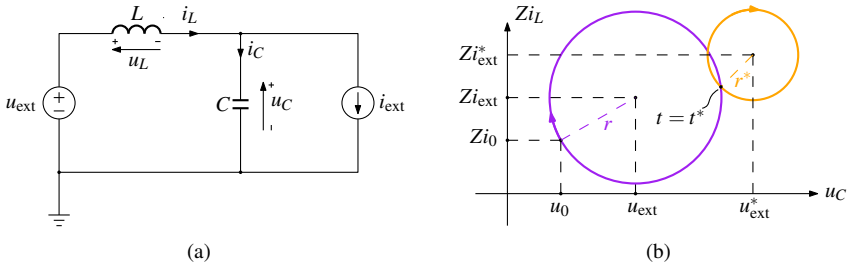 L
i_L
+ -
u_L
i_C
u_ext
+
-
C
+
u_C
-
i_ext
(a)
Zi_L
Zi*_ext
r*
Zi_ext
t = t*
r
Zi_0
u_0
u_ext
u*_ext
u_C
(b)